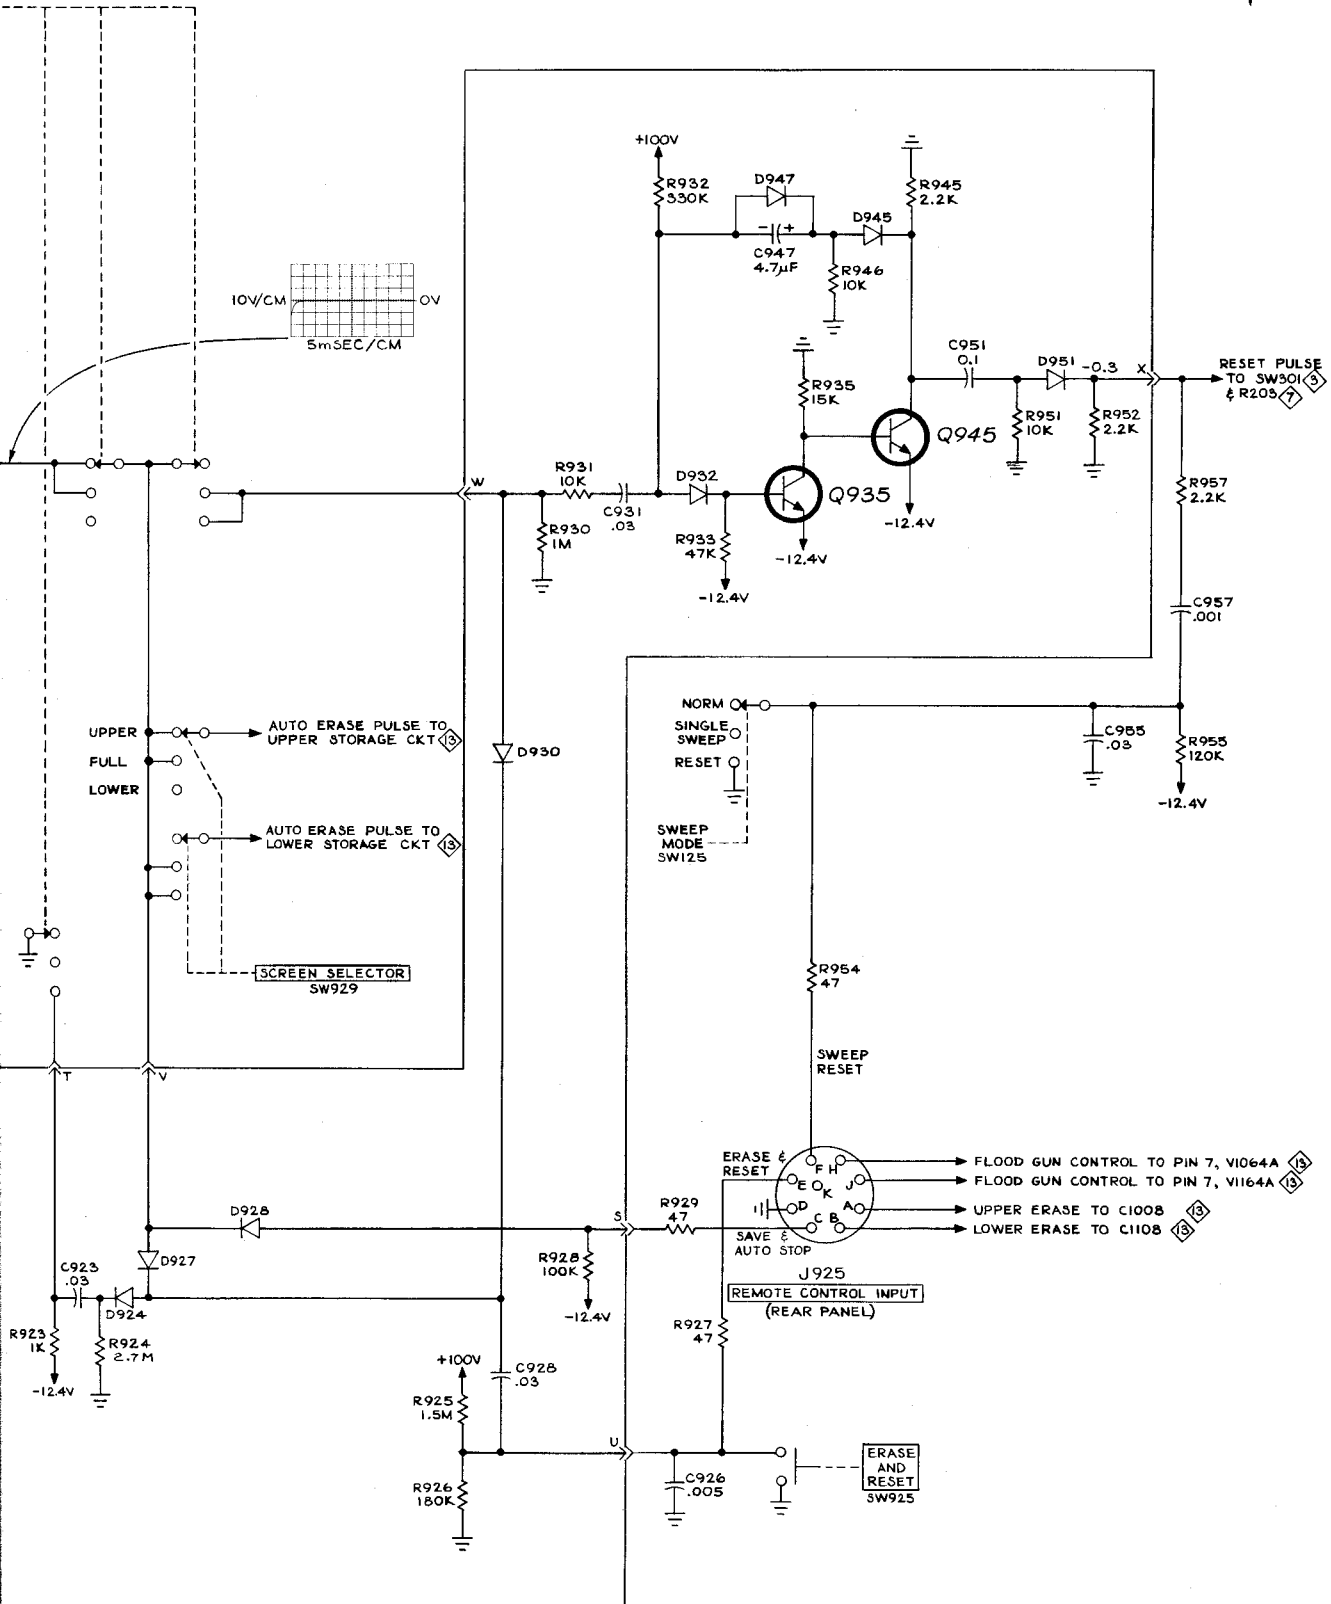 +100V
R932
330K
D947
C947
4.7µF
- +
D945
R945
2.2K
R946
10K
10V/CM
0V
5mSEC/CM
R935
15K
C951
0.1
D951
-0.3
X
RESET PULSE
TO SW301 3
& R203 7
Q945
R951
10K
R952
2.2K
W
R931
10K
C931
.03
D932
Q935
-12.4V
R957
2.2K
R930
1M
R933
47K
-12.4V
-12.4V
C957
.001
UPPER
FULL
LOWER
AUTO ERASE PULSE TO
UPPER STORAGE CKT 13
D930
NORM
SINGLE
SWEEP
RESET
C955
.03
R955
120K
-12.4V
AUTO ERASE PULSE TO
LOWER STORAGE CKT 13
SWEEP
MODE
SW125
SCREEN SELECTOR
SW929
R954
47
SWEEP
RESET
T
V
ERASE &
RESET
F H
E K J
D A
C B
FLOOD GUN CONTROL TO PIN 7, V1064A 13
FLOOD GUN CONTROL TO PIN 7, V1164A 13
UPPER ERASE TO C1008 13
LOWER ERASE TO C1108 13
D928
S
R929
47
SAVE &
AUTO STOP
D927
R928
100K
-12.4V
J925
REMOTE CONTROL INPUT
(REAR PANEL)
C923
.03
D924
R923
1K
-12.4V
R924
2.7M
R927
47
+100V
C928
.03
R925
1.5M
U
R926
180K
C926
.005
ERASE
AND
RESET
SW925